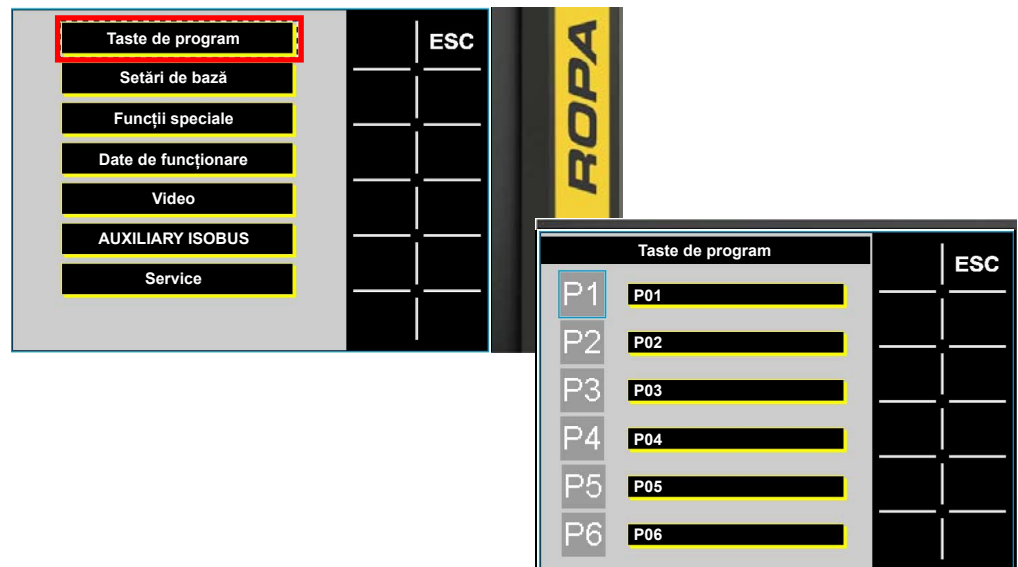 Taste de program
ESC
Setări de bază
Funcții speciale
Date de funcționare
Video
AUXILIARY ISOBUS
Service
ROPA
Taste de program
ESC
P1 P01
P2 P02
P3 P03
P4 P04
P5 P05
P6 P06